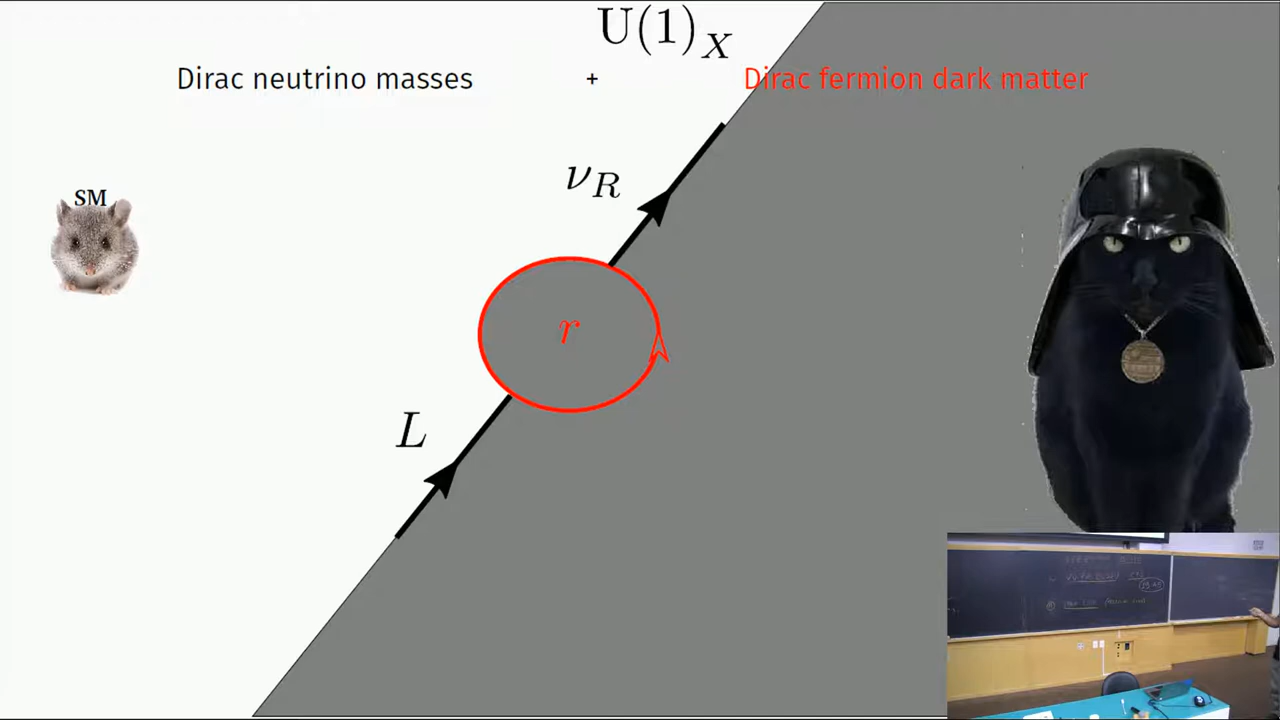 U(1)_X
Dirac neutrino masses + Dirac fermion dark matter
ν_R
SM
r
L